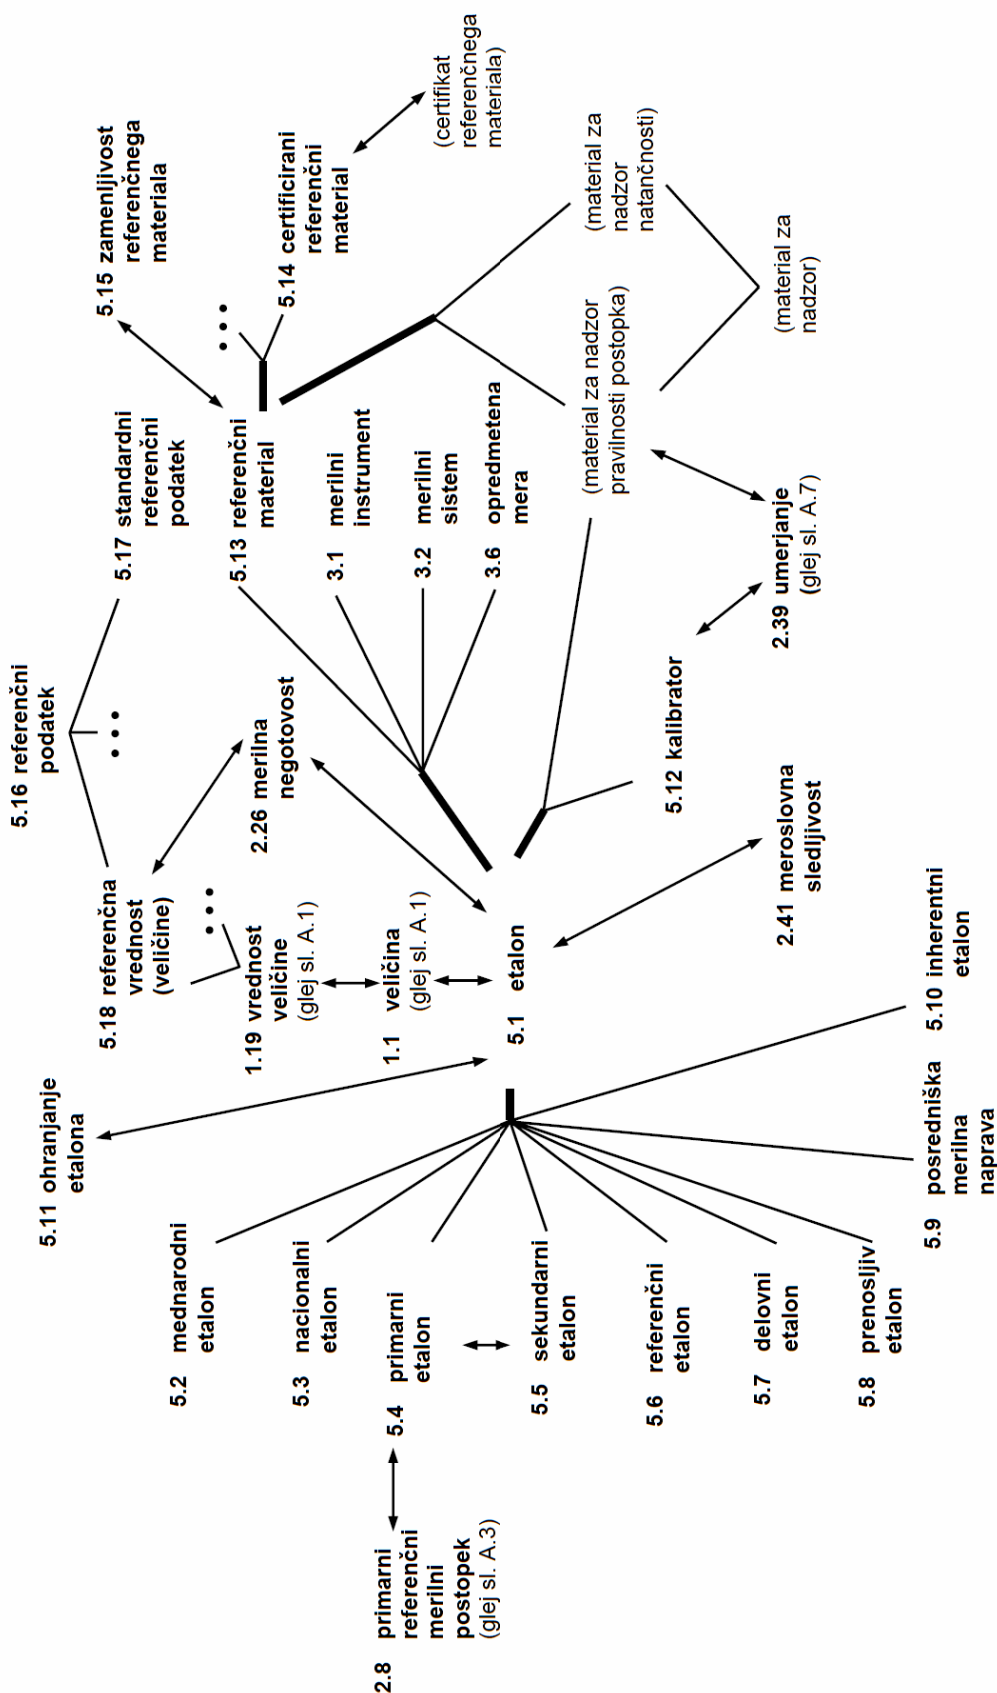 5.16 referenčni
podatek
5.17 standardni
referenčni
podatek
5.15 zamenljivost
referenčnega
materiala
5.11 ohranjanje
etalona
5.18 referenčna
vrednost
(veličine)
...
...
...
5.14 certificirani
referenčni
material
(certifikat
referenčnega
materiala)
5.13 referenčni
material
2.26 merilna
negotovost
1.19 vrednost
veličine
(glej sl. A.1)
1.1 veličina
(glej sl. A.1)
5.1 etalon
3.1 merilni
instrument
3.2 merilni
sistem
3.6 opredmetena
mera
(material za nadzor
pravilnosti postopka)
(material za
nadzor
natančnosti)
(material za
nadzor)
5.12 kalibrator
2.39 umerjanje
(glej sl. A.7)
2.41 meroslovna
sledljivost
5.2 mednarodni
etalon
5.3 nacionalni
etalon
5.4 primarni
etalon
2.8 primarni
referenčni
merilni
postopek
(glej sl. A.3)
5.5 sekundarni
etalon
5.6 referenčni
etalon
5.7 delovni
etalon
5.8 prenosljiv
etalon
5.9 posredniška
merilna
naprava
5.10 inherentni
etalon